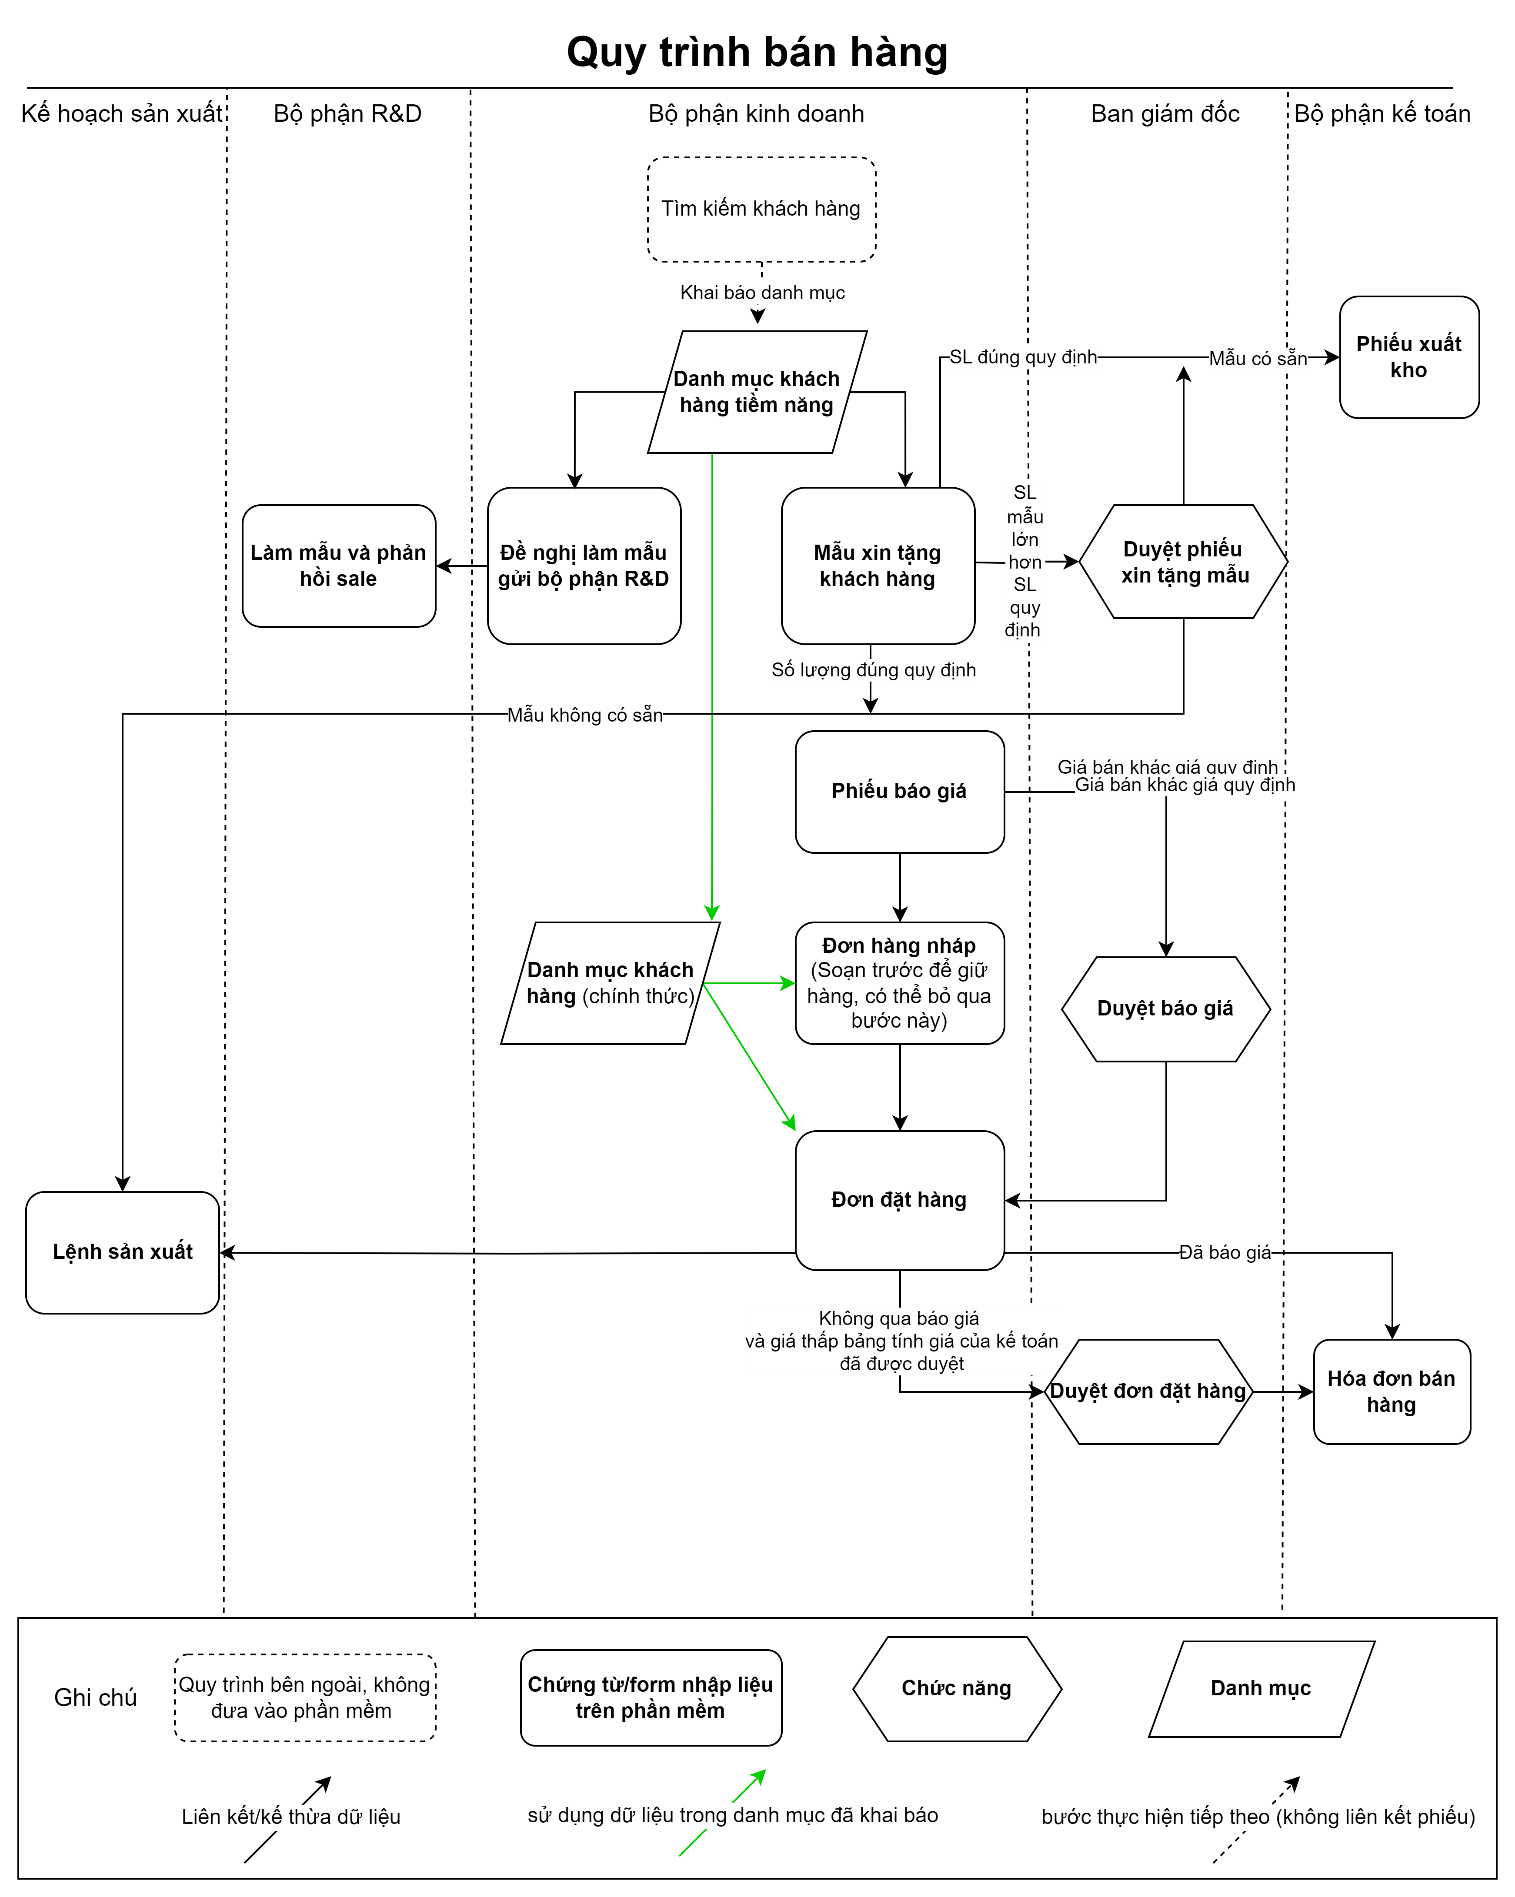 Quy trình bán hàng
Kế hoạch sản xuất
Bộ phận R&D
Bộ phận kinh doanh
Ban giám đốc
Bộ phận kế toán
Tìm kiếm khách hàng
Khai báo danh mục
Danh mục khách
hàng tiềm năng
SL đúng quy định
Mẫu có sẵn
Phiếu xuất
kho
Làm mẫu và phản
hồi sale
Đề nghị làm mẫu
gửi bộ phận R&D
Mẫu xin tặng
khách hàng
SL
mẫu
lớn
hơn
SL
quy
định
Duyệt phiếu
xin tặng mẫu
Số lượng đúng quy định
Mẫu không có sẵn
Phiếu báo giá
Giá bán khác giá quy định
Giá bán khác giá quy định
Danh mục khách
hàng (chính thức)
Đơn hàng nháp
(Soạn trước để giữ
hàng, có thể bỏ qua
bước này)
Duyệt báo giá
Đơn đặt hàng
Lệnh sản xuất
Đã báo giá
Không qua báo giá
và giá thấp bảng tính giá của kế toán
đã được duyệt
Duyệt đơn đặt hàng
Hóa đơn bán
hàng
Ghi chú
Quy trình bên ngoài, không
đưa vào phần mềm
Chứng từ/form nhập liệu
trên phần mềm
Chức năng
Danh mục
Liên kết/kế thừa dữ liệu
sử dụng dữ liệu trong danh mục đã khai báo
bước thực hiện tiếp theo (không liên kết phiếu)